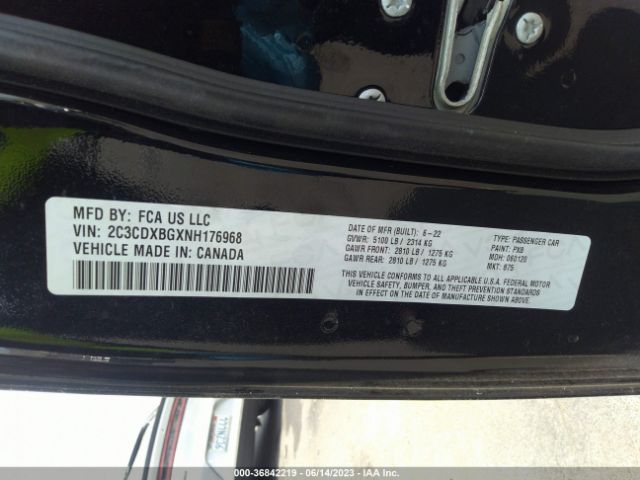 MFD BY: FCA US LLC
VIN: 2C3CDXBGXNH176968
VEHICLE MADE IN: CANADA
DATE OF MFR (BUILT): 6-22
GVWR: 5100 LB / 2314 KG
GAWR FRONT: 2810 LB / 1275 KG
GAWR REAR: 2810 LB / 1275 KG
TYPE: PASSENGER CAR
PAINT: PX8
MDH: 060120
MKT: 875
THIS VEHICLE CONFORMS TO ALL APPLICABLE U.S.A. FEDERAL MOTOR
VEHICLE SAFETY, BUMPER, AND THEFT PREVENTION STANDARDS
IN EFFECT ON THE DATE OF MANUFACTURE SHOWN ABOVE.
000-36842219 - 06/14/2023 - IAA Inc.